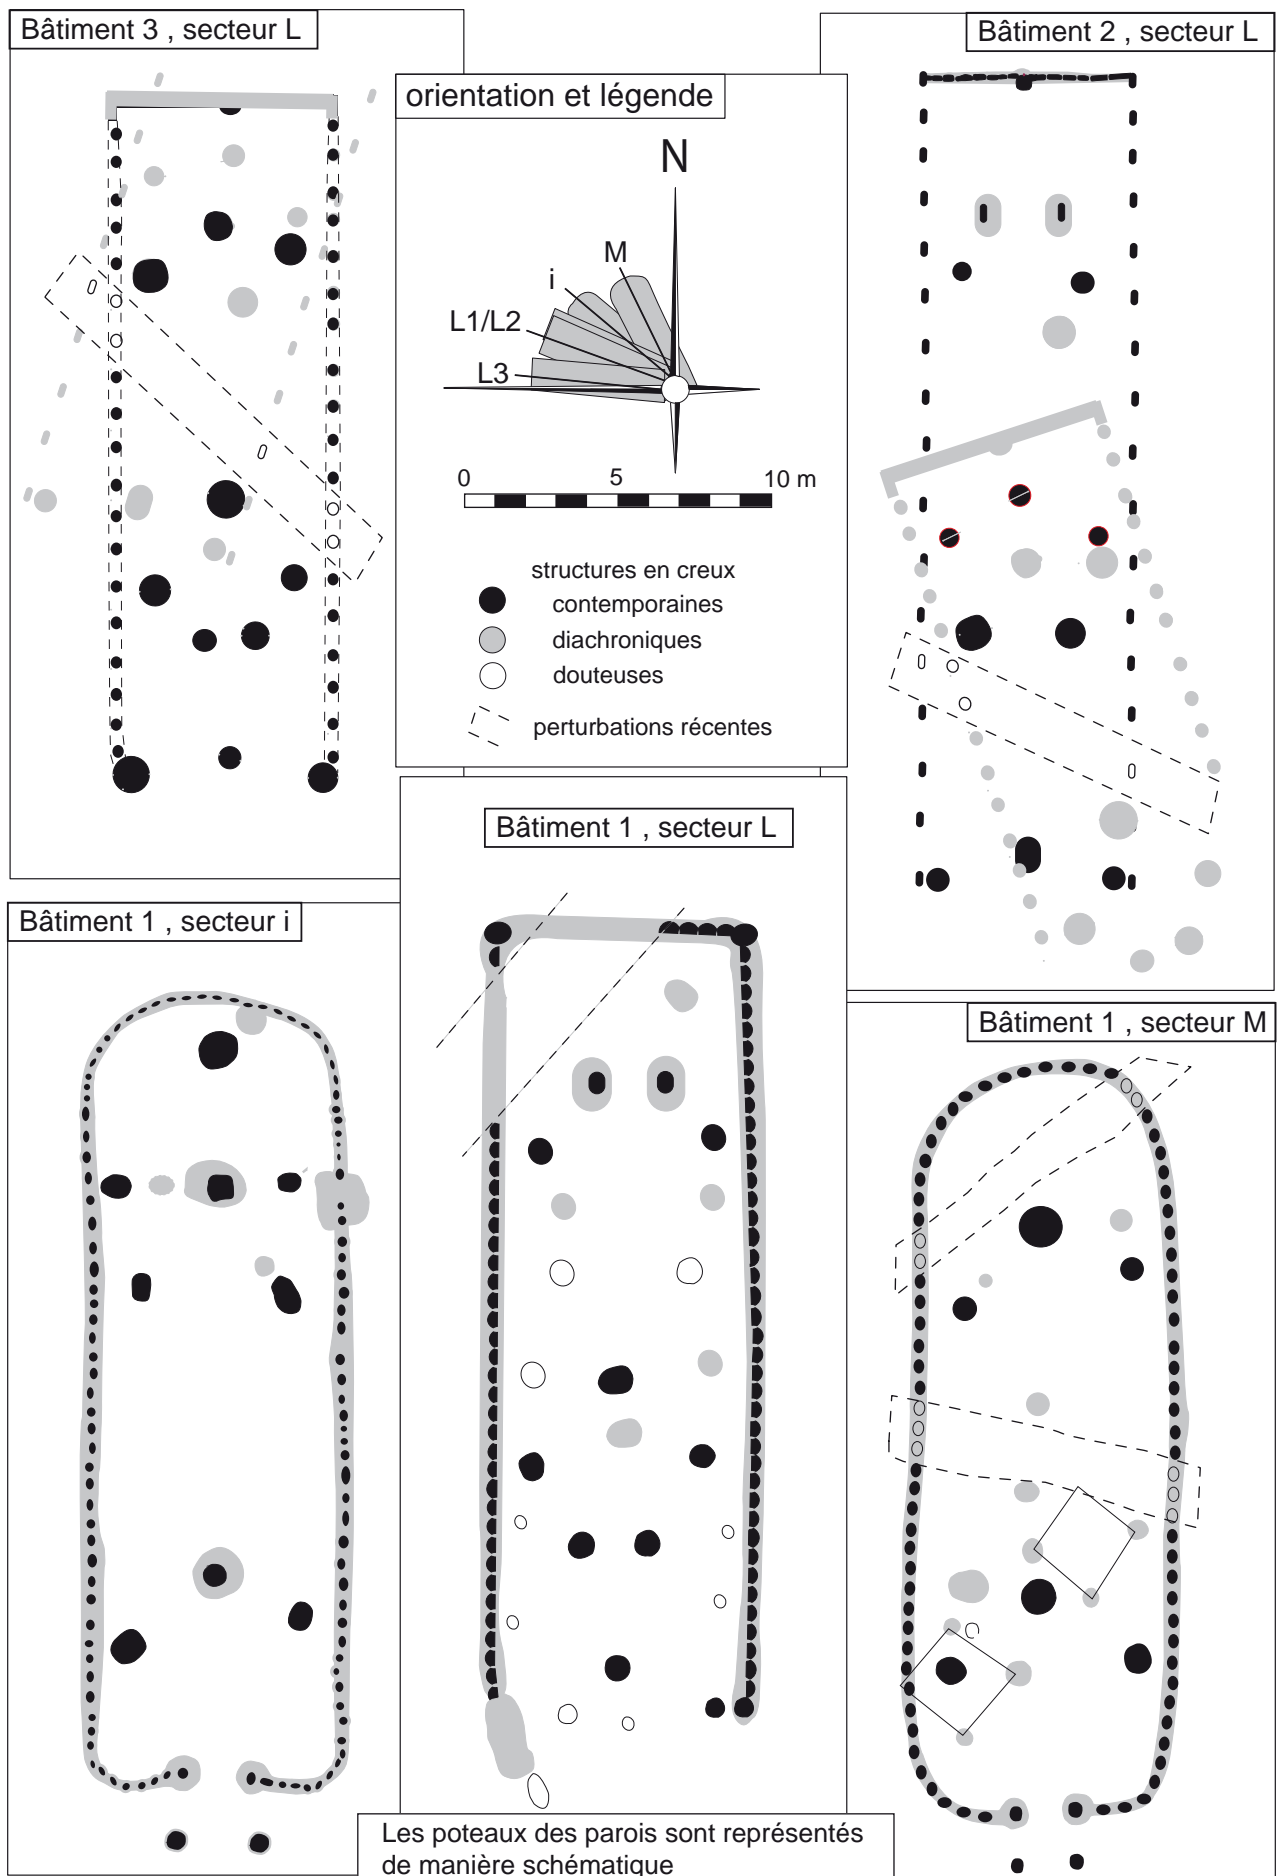 Bâtiment 3 , secteur L
Bâtiment 2 , secteur L
orientation et légende
N
M
i
L1/L2
L3
0 5 10 m
structures en creux
contemporaines
diachroniques
douteuses
perturbations récentes
Bâtiment 1 , secteur L
Bâtiment 1 , secteur i
Bâtiment 1 , secteur M
Les poteaux des parois sont représentés
de manière schématique